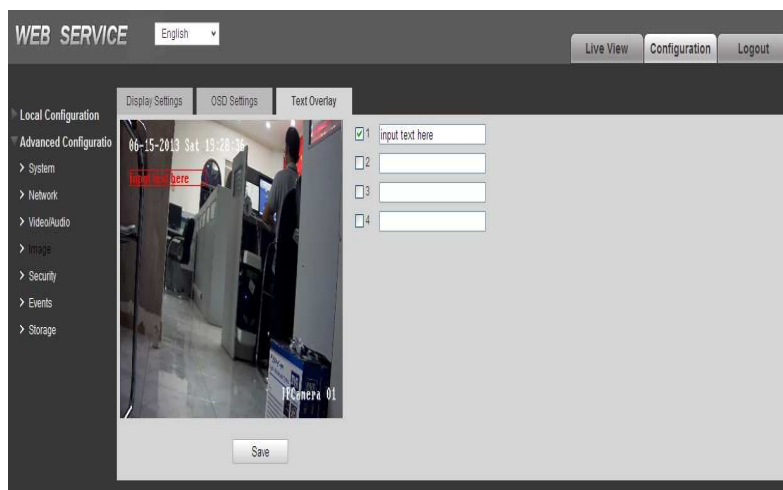 WEB SERVICE
English
Live View
Configuration
Logout
Local Configuration
Advanced Configuratio
System
Network
Video/Audio
Image
Security
Events
Storage
Display Settings
OSD Settings
Text Overlay
06-15-2013 Sat 19:28:36
input text here
IPCamera 01
1 input text here
2
3
4
Save